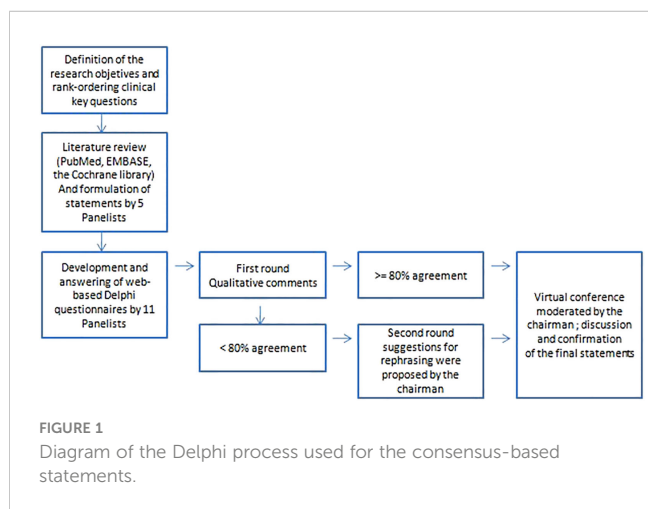 Definition of the
research objetives and
rank-ordering clinical
key questions
Literature review
(PubMed, EMBASE,
the Cochrane library)
And formulation of
statements by 5
Panelists
Development and
answering of web-
based Delphi
questionnaires by 11
Panelists
First round
Qualitative comments
>= 80% agreement
< 80% agreement
Second round
suggestions for
rephrasing were
proposed by the
chairman
Virtual conference
moderated by the
chairman ; discussion
and confirmation
of the final statements
FIGURE 1
Diagram of the Delphi process used for the consensus-based
statements.